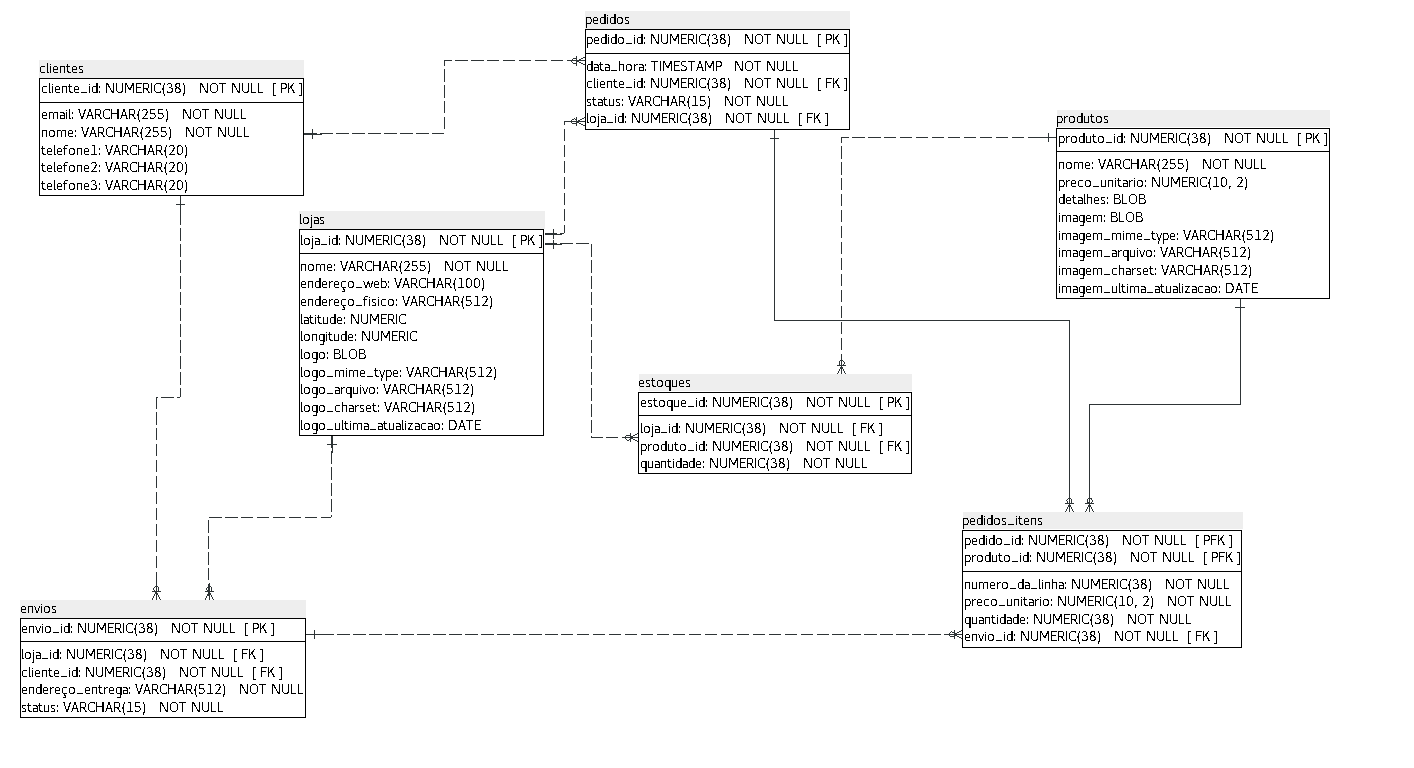 pedidos
pedido_id: NUMERIC(38) NOT NULL [ PK ]
data_hora: TIMESTAMP NOT NULL
cliente_id: NUMERIC(38) NOT NULL [ FK ]
status: VARCHAR(15) NOT NULL
loja_id: NUMERIC(38) NOT NULL [ FK ]
clientes
cliente_id: NUMERIC(38) NOT NULL [ PK ]
email: VARCHAR(255) NOT NULL
nome: VARCHAR(255) NOT NULL
telefone1: VARCHAR(20)
telefone2: VARCHAR(20)
telefone3: VARCHAR(20)
produtos
produto_id: NUMERIC(38) NOT NULL [ PK ]
nome: VARCHAR(255) NOT NULL
preco_unitario: NUMERIC(10, 2)
detalhes: BLOB
imagem: BLOB
imagem_mime_type: VARCHAR(512)
imagem_arquivo: VARCHAR(512)
imagem_charset: VARCHAR(512)
imagem_ultima_atualizacao: DATE
lojas
loja_id: NUMERIC(38) NOT NULL [ PK ]
nome: VARCHAR(255) NOT NULL
endereço_web: VARCHAR(100)
endereço_fisico: VARCHAR(512)
latitude: NUMERIC
longitude: NUMERIC
logo: BLOB
logo_mime_type: VARCHAR(512)
logo_arquivo: VARCHAR(512)
logo_charset: VARCHAR(512)
logo_ultima_atualizacao: DATE
estoques
estoque_id: NUMERIC(38) NOT NULL [ PK ]
loja_id: NUMERIC(38) NOT NULL [ FK ]
produto_id: NUMERIC(38) NOT NULL [ FK ]
quantidade: NUMERIC(38) NOT NULL
pedidos_itens
pedido_id: NUMERIC(38) NOT NULL [ PFK ]
produto_id: NUMERIC(38) NOT NULL [ PFK ]
numero_da_linha: NUMERIC(38) NOT NULL
preco_unitario: NUMERIC(10, 2) NOT NULL
quantidade: NUMERIC(38) NOT NULL
envio_id: NUMERIC(38) NOT NULL [ FK ]
envios
envio_id: NUMERIC(38) NOT NULL [ PK ]
loja_id: NUMERIC(38) NOT NULL [ FK ]
cliente_id: NUMERIC(38) NOT NULL [ FK ]
endereço_entrega: VARCHAR(512) NOT NULL
status: VARCHAR(15) NOT NULL